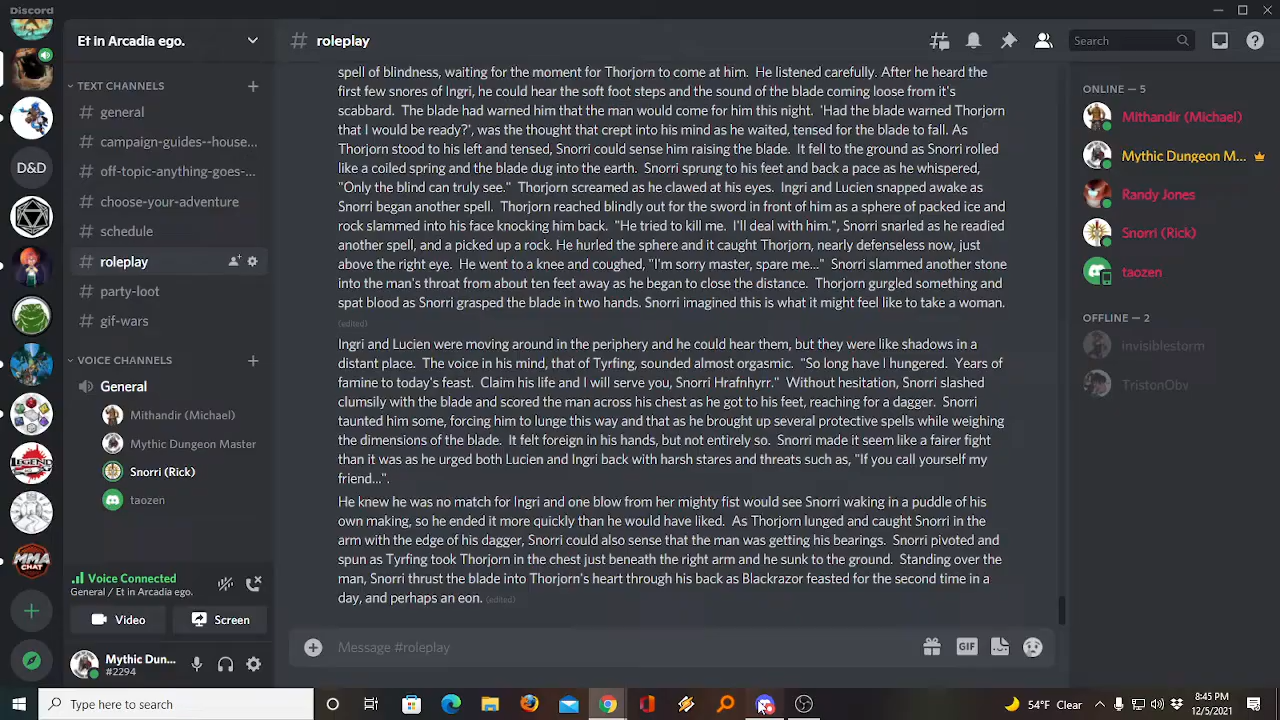 Discord
Et in Arcadia ego.
# roleplay
Search
TEXT CHANNELS
# general
# campaign-guides--house...
# off-topic-anything-goes-...
# choose-your-adventure
# schedule
# roleplay
# party-loot
# gif-wars
VOICE CHANNELS
General
Mithandir (Michael)
Mythic Dungeon Master
Snorri (Rick)
taozen
Voice Connected
General / Et in Arcadia ego.
Video
Screen
Mythic Dun...
#2294
D&D
LEGEND
MMA
CHAT
spell of blindness, waiting for the moment for Thorjorn to come at him. He listened carefully. After he heard the
first few snores of Ingri, he could hear the soft foot steps and the sound of the blade coming loose from it's
scabbard. The blade had warned him that the man would come for him this night. 'Had the blade warned Thorjorn
that I would be ready?', was the thought that crept into his mind as he waited, tensed for the blade to fall. As
Thorjorn stood to his left and tensed, Snorri could sense him raising the blade. It fell to the ground as Snorri rolled
like a coiled spring and the blade dug into the earth. Snorri sprung to his feet and back a pace as he whispered,
"Only the blind can truly see." Thorjorn screamed as he clawed at his eyes. Ingri and Lucien snapped awake as
Snorri began another spell. Thorjorn reached blindly out for the sword in front of him as a sphere of packed ice and
rock slammed into his face knocking him back. "He tried to kill me. I'll deal with him.", Snorri snarled as he readied
another spell, and a picked up a rock. He hurled the sphere and it caught Thorjorn, nearly defenseless now, just
above the right eye. He went to a knee and coughed, "I'm sorry master, spare me..." Snorri slammed another stone
into the man's throat from about ten feet away as he began to close the distance. Thorjorn gurgled something and
spat blood as Snorri grasped the blade in two hands. Snorri imagined this is what it might feel like to take a woman.
(edited)
Ingri and Lucien were moving around in the periphery and he could hear them, but they were like shadows in a
distant place. The voice in his mind, that of Tyrfing, sounded almost orgasmic. "So long have I hungered. Years of
famine to today's feast. Claim his life and I will serve you, Snorri Hrafnhyrr." Without hesitation, Snorri slashed
clumsily with the blade and scored the man across his chest as he got to his feet, reaching for a dagger. Snorri
taunted him some, forcing him to lunge this way and that as he brought up several protective spells while weighing
the dimensions of the blade. It felt foreign in his hands, but not entirely so. Snorri made it seem like a fairer fight
than it was as he urged both Lucien and Ingri back with harsh stares and threats such as, "If you call yourself my
friend...".
He knew he was no match for Ingri and one blow from her mighty fist would see Snorri waking in a puddle of his
own making, so he ended it more quickly than he would have liked. As Thorjorn lunged and caught Snorri in the
arm with the edge of his dagger, Snorri could also sense that the man was getting his bearings. Snorri pivoted and
spun as Tyrfing took Thorjorn in the chest just beneath the right arm and he sunk to the ground. Standing over the
man, Snorri thrust the blade into Thorjorn's heart through his back as Blackrazor feasted for the second time in a
day, and perhaps an eon. (edited)
Message #roleplay
GIF
ONLINE — 5
Mithandir (Michael)
Mythic Dungeon M...
Randy Jones
Snorri (Rick)
taozen
OFFLINE — 2
invisiblestorm
TristonObv
Type here to search
54°F Clear
8:45 PM
12/5/2021